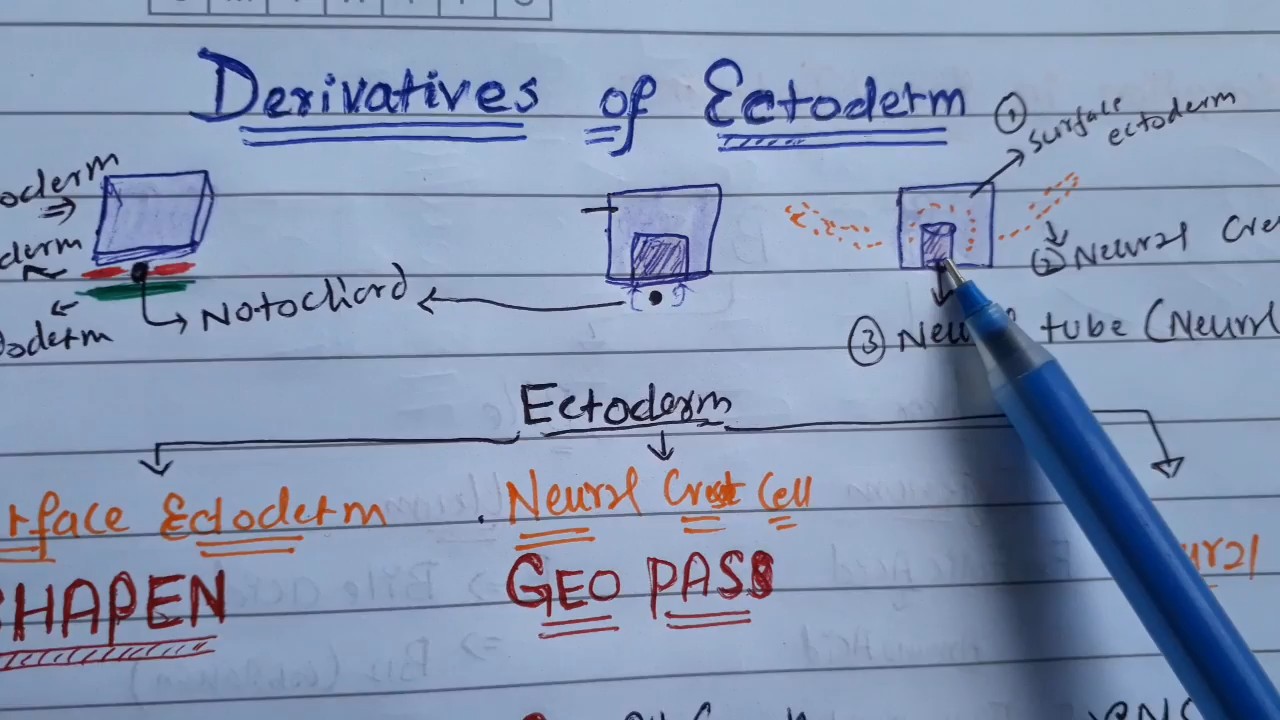 Derivatives of Ectoderm
① Surface ectoderm
oderm
derm
oderm
Notochord
② Neural Cre
③ Neu tube (Neurl
Ectoderm
rface Ectoderm
Neural Crest Cell
ural
HAPEN
GEO PASS